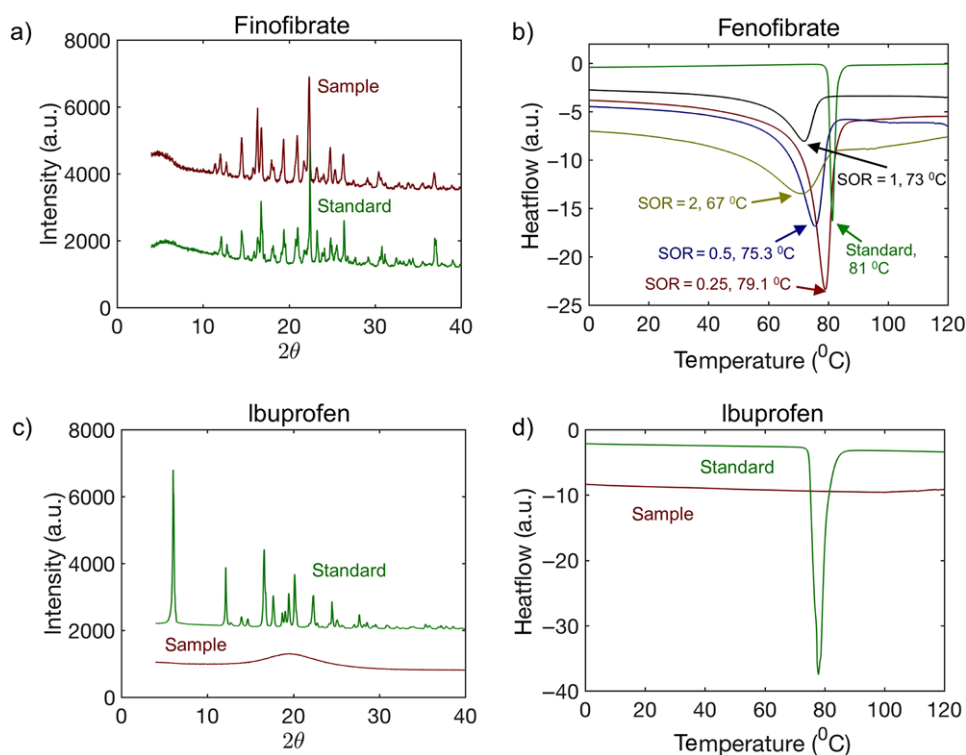 a)
Finofibrate
8000
6000
4000
2000
0
Intensity (a.u.)
Sample
Standard
0 10 20 30 40
2θ
b)
Fenofibrate
0
−5
−10
−15
−20
−25
Heatflow (a.u.)
SOR = 1, 73 ⁰C
SOR = 2, 67 ⁰C
SOR = 0.5, 75.3 ⁰C
Standard,
81 ⁰C
SOR = 0.25, 79.1 ⁰C
0 20 40 60 80 100 120
Temperature (⁰C)
c)
Ibuprofen
8000
6000
4000
2000
0
Intensity (a.u.)
Standard
Sample
0 10 20 30 40
2θ
d)
Ibuprofen
0
−10
−20
−30
−40
Heatflow (a.u.)
Standard
Sample
0 20 40 60 80 100 120
Temperature (⁰C)